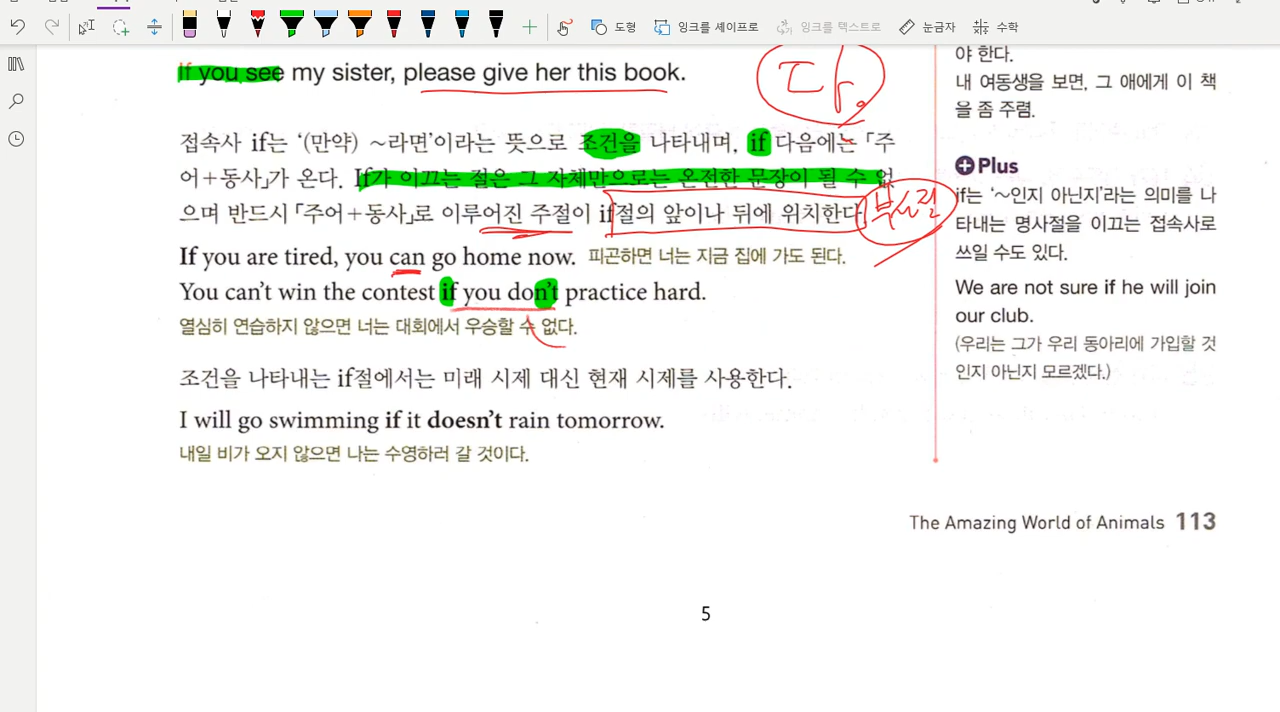 도형
잉크를 셰이프로
잉크를 텍스트로
눈금자
수학
If you see my sister, please give her this book.
다.
접속사 if는 ‘(만약) ~라면’이라는 뜻으로 조건을 나타내며, if 다음에는 「주
어+동사」가 온다. If가 이끄는 절은 그 자체만으로는 온전한 문장이 될 수 없
으며 반드시 「주어+동사」로 이루어진 주절이 if절의 앞이나 뒤에 위치한다.
If you are tired, you can go home now. 피곤하면 너는 지금 집에 가도 된다.
You can’t win the contest if you don’t practice hard.
열심히 연습하지 않으면 너는 대회에서 우승할 수 없다.
조건을 나타내는 if절에서는 미래 시제 대신 현재 시제를 사용한다.
I will go swimming if it doesn’t rain tomorrow.
내일 비가 오지 않으면 나는 수영하러 갈 것이다.
야 한다.
내 여동생을 보면, 그 애에게 이 책
을 좀 주렴.
Plus
if는 ‘~인지 아닌지’라는 의미를 나
타내는 명사절을 이끄는 접속사로
쓰일 수도 있다.
We are not sure if he will join
our club.
(우리는 그가 우리 동아리에 가입할 것
인지 아닌지 모르겠다.)
The Amazing World of Animals 113
5